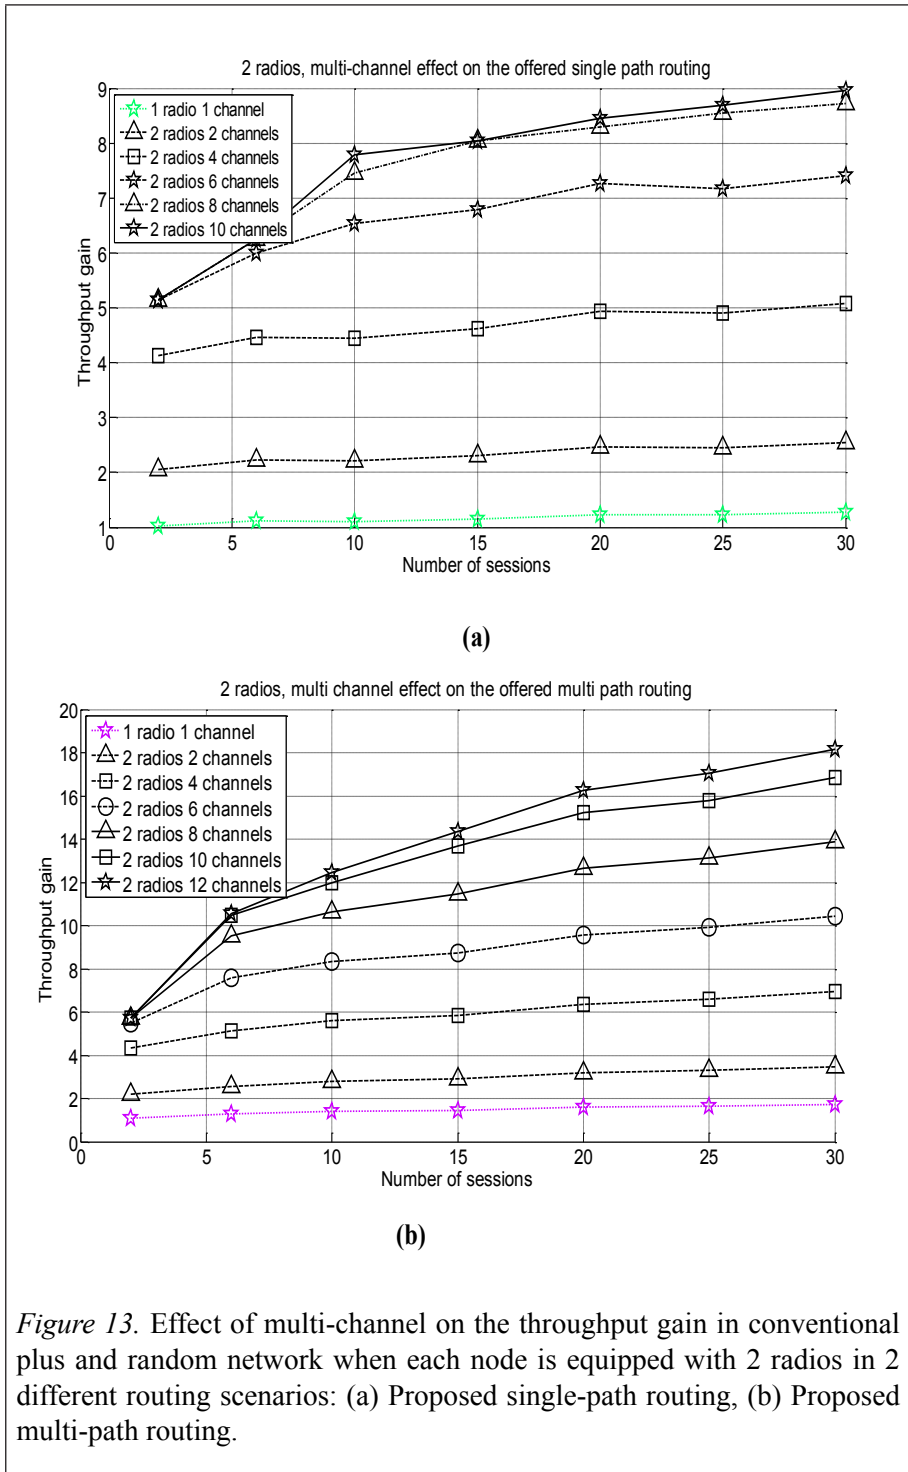 2 radios, multi-channel effect on the offered single path routing
9
8
7
6
5
4
3
2
1
Throughput gain
1 radio 1 channel
2 radios 2 channels
2 radios 4 channels
2 radios 6 channels
2 radios 8 channels
2 radios 10 channels
0 5 10 15 20 25 30
Number of sessions
(a)
2 radios, multi channel effect on the offered multi path routing
20
18
16
14
12
10
8
6
4
2
0
Throughput gain
1 radio 1 channel
2 radios 2 channels
2 radios 4 channels
2 radios 6 channels
2 radios 8 channels
2 radios 10 channels
2 radios 12 channels
0 5 10 15 20 25 30
Number of sessions
(b)
Figure 13. Effect of multi-channel on the throughput gain in conventional
plus and random network when each node is equipped with 2 radios in 2
different routing scenarios: (a) Proposed single-path routing, (b) Proposed
multi-path routing.